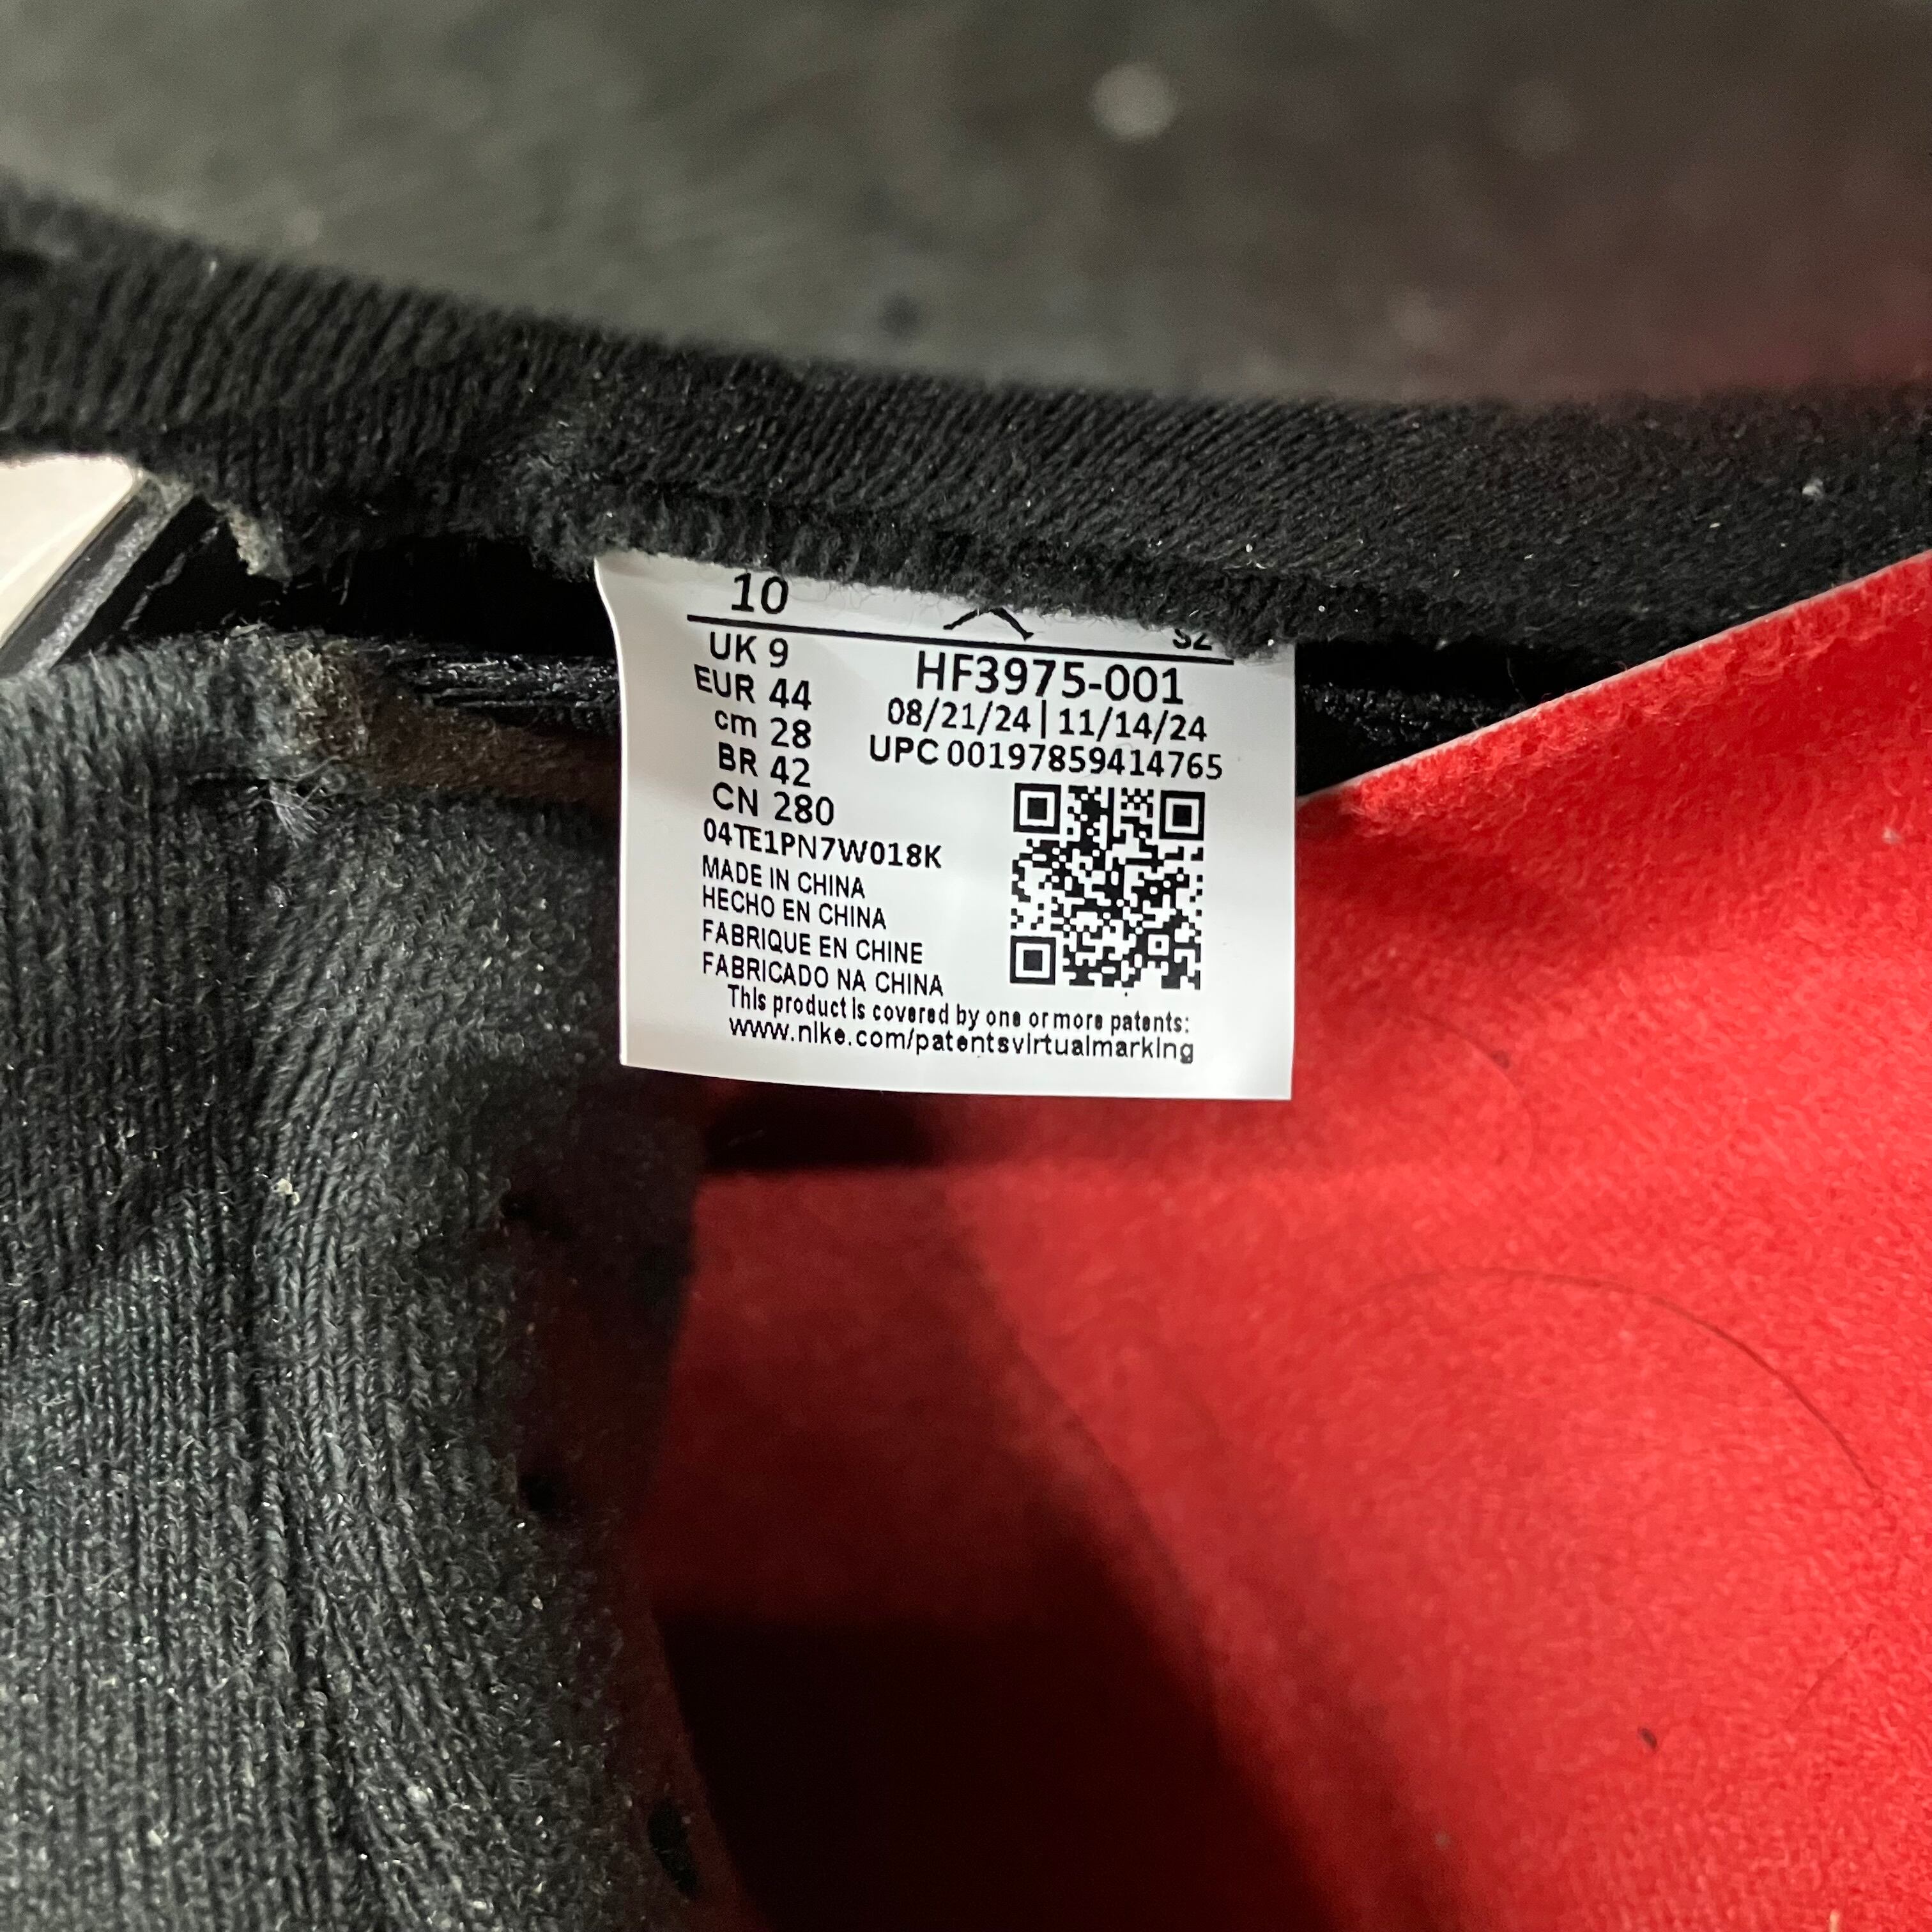 10 SZ
UK 9
EUR 44
cm 28
BR 42
CN 280
HF3975-001
08/21/24 | 11/14/24
UPC 00197859414765
04TE1PN7W018K
MADE IN CHINA
HECHO EN CHINA
FABRIQUE EN CHINE
FABRICADO NA CHINA
This product is covered by one or more patents:
www.nike.com/patentsvirtualmarking